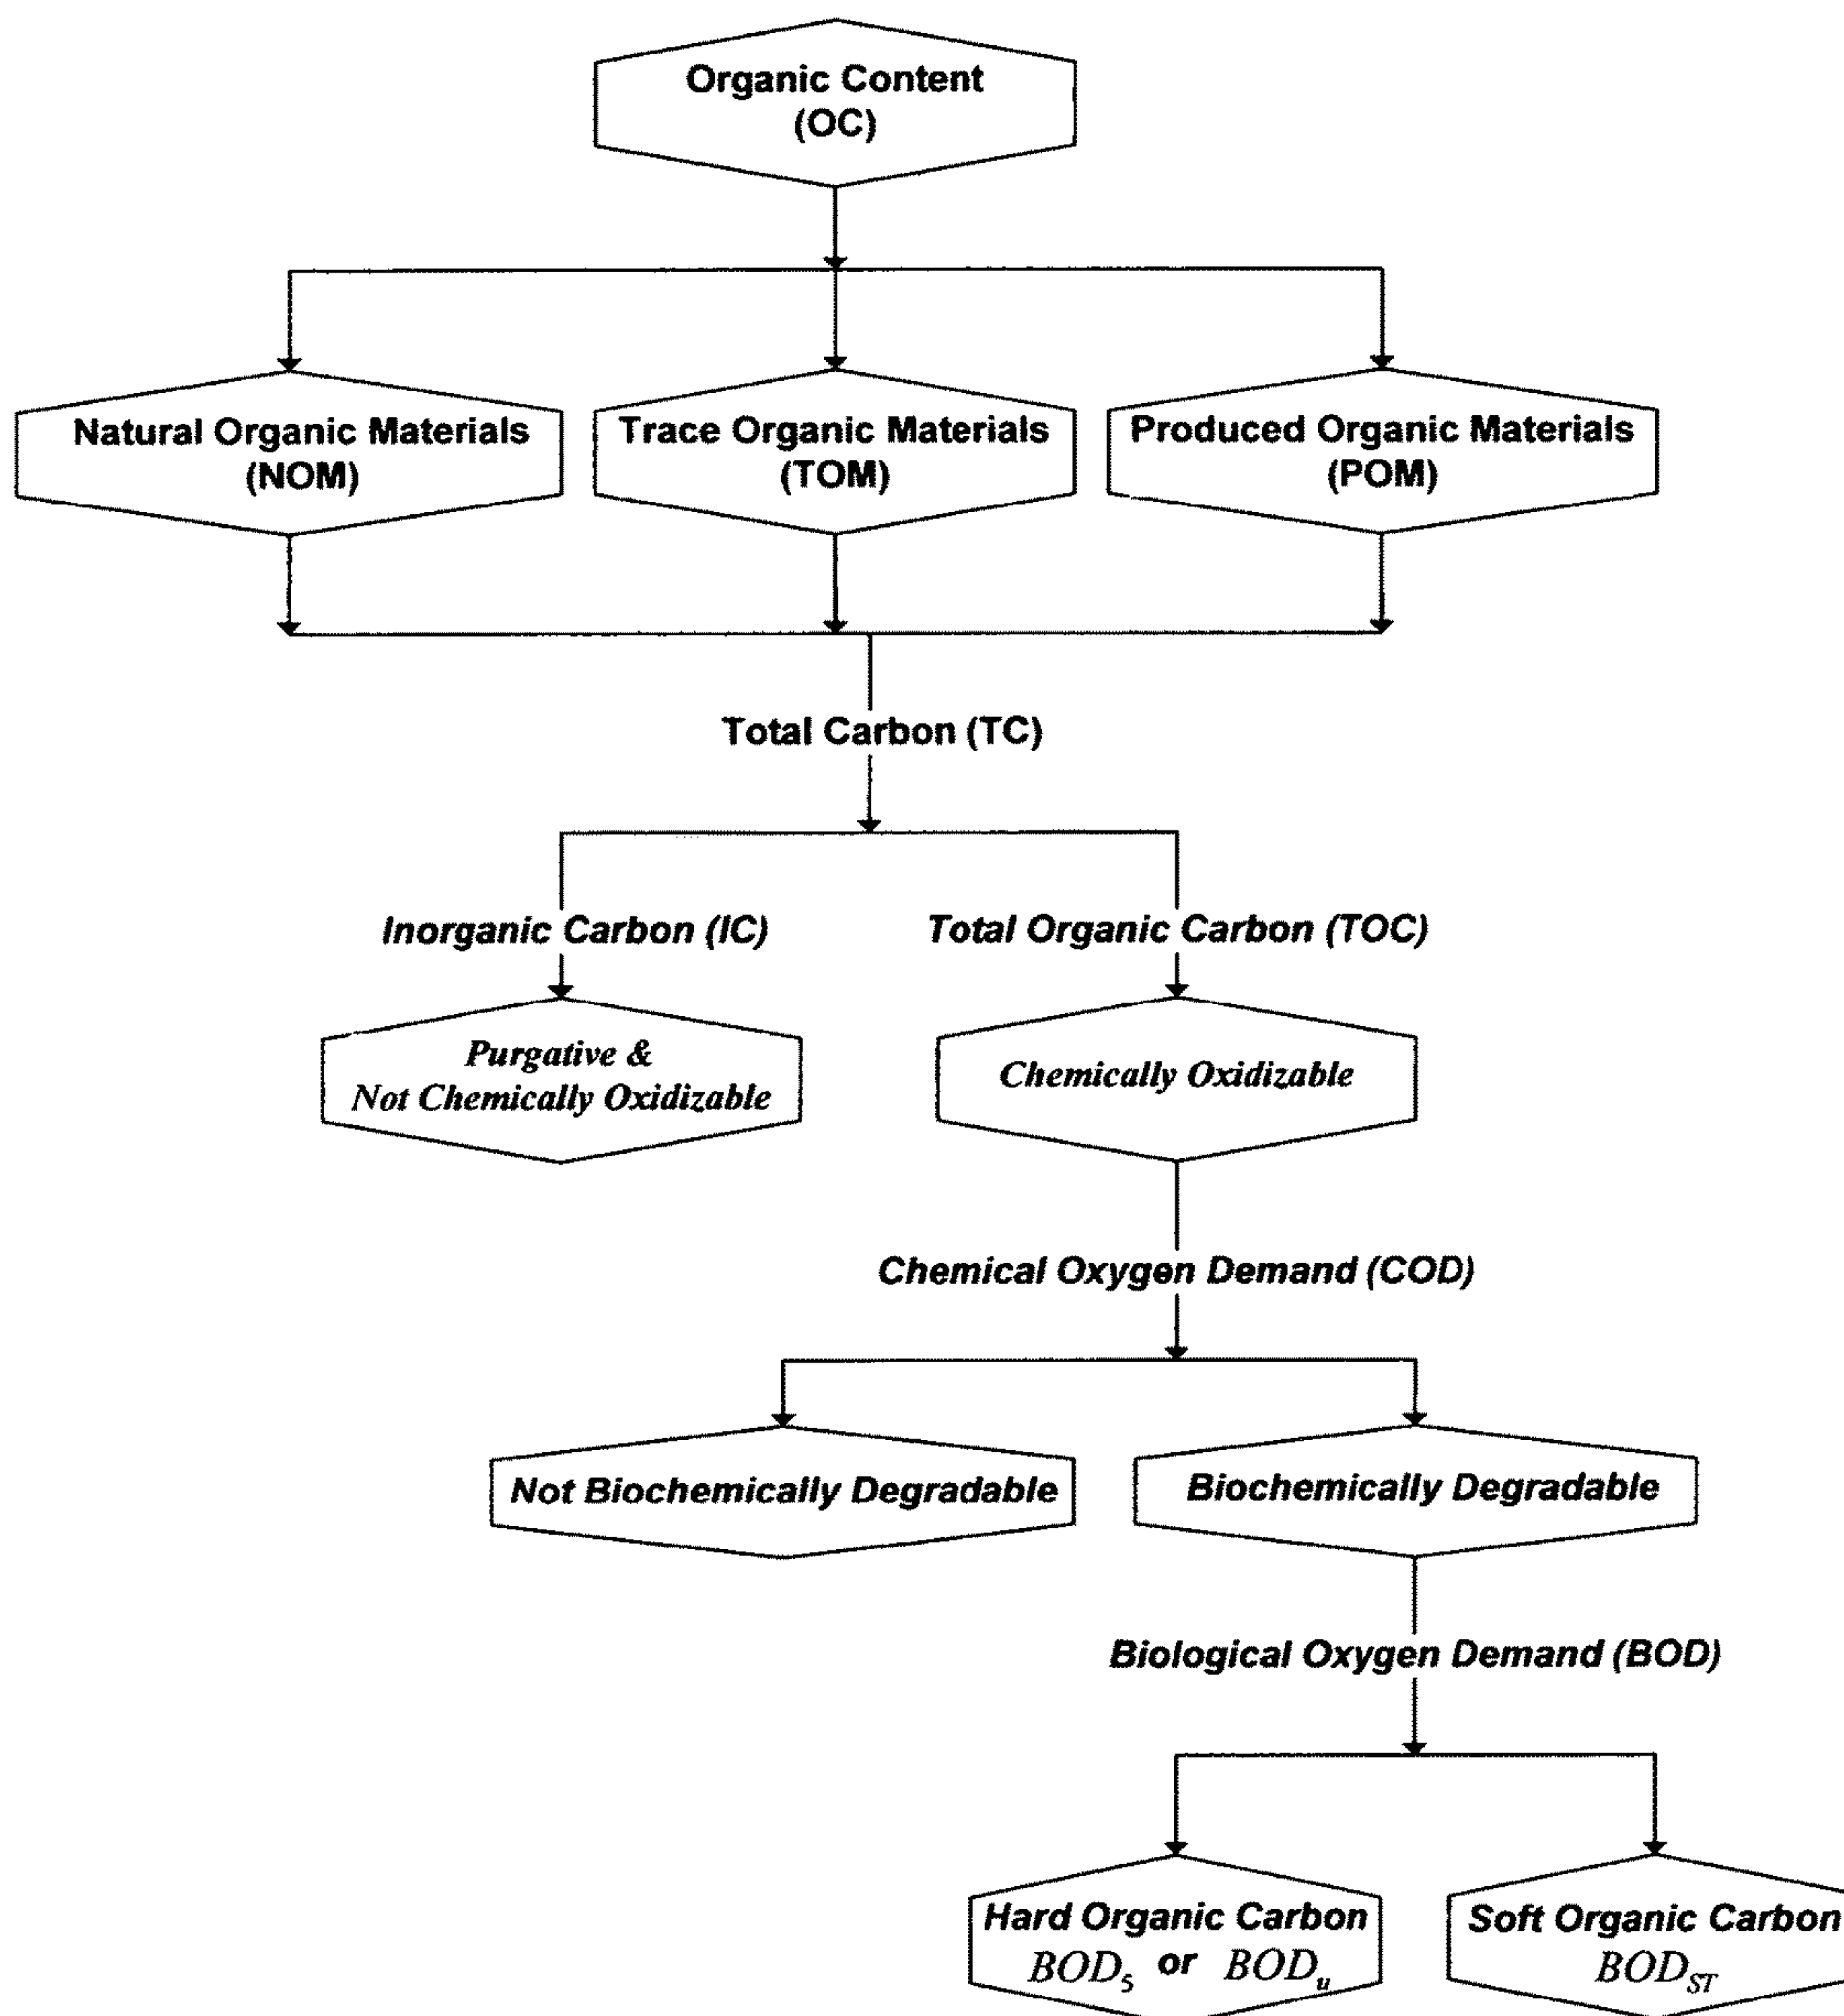 Organic Content
(OC)
Natural Organic Materials
(NOM)
Trace Organic Materials
(TOM)
Produced Organic Materials
(POM)
Total Carbon (TC)
Inorganic Carbon (IC)
Total Organic Carbon (TOC)
Purgative &
Not Chemically Oxidizable
Chemically Oxidizable
Chemical Oxygen Demand (COD)
Not Biochemically Degradable
Biochemically Degradable
Biological Oxygen Demand (BOD)
Hard Organic Carbon
BOD₅ or BODᵤ
Soft Organic Carbon
BOD_ST